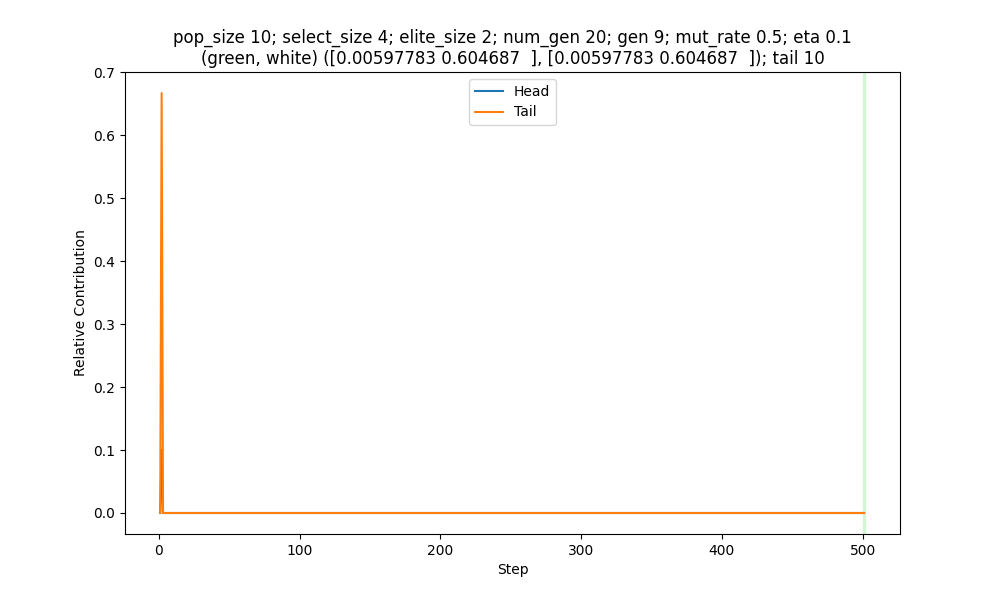 pop_size 10; select_size 4; elite_size 2; num_gen 20; gen 9; mut_rate 0.5; eta 0.1
(green, white) ([0.00597783 0.604687  ], [0.00597783 0.604687  ]); tail 10
Head
Tail
Relative Contribution
0.7
0.6
0.5
0.4
0.3
0.2
0.1
0.0
0 100 200 300 400 500
Step